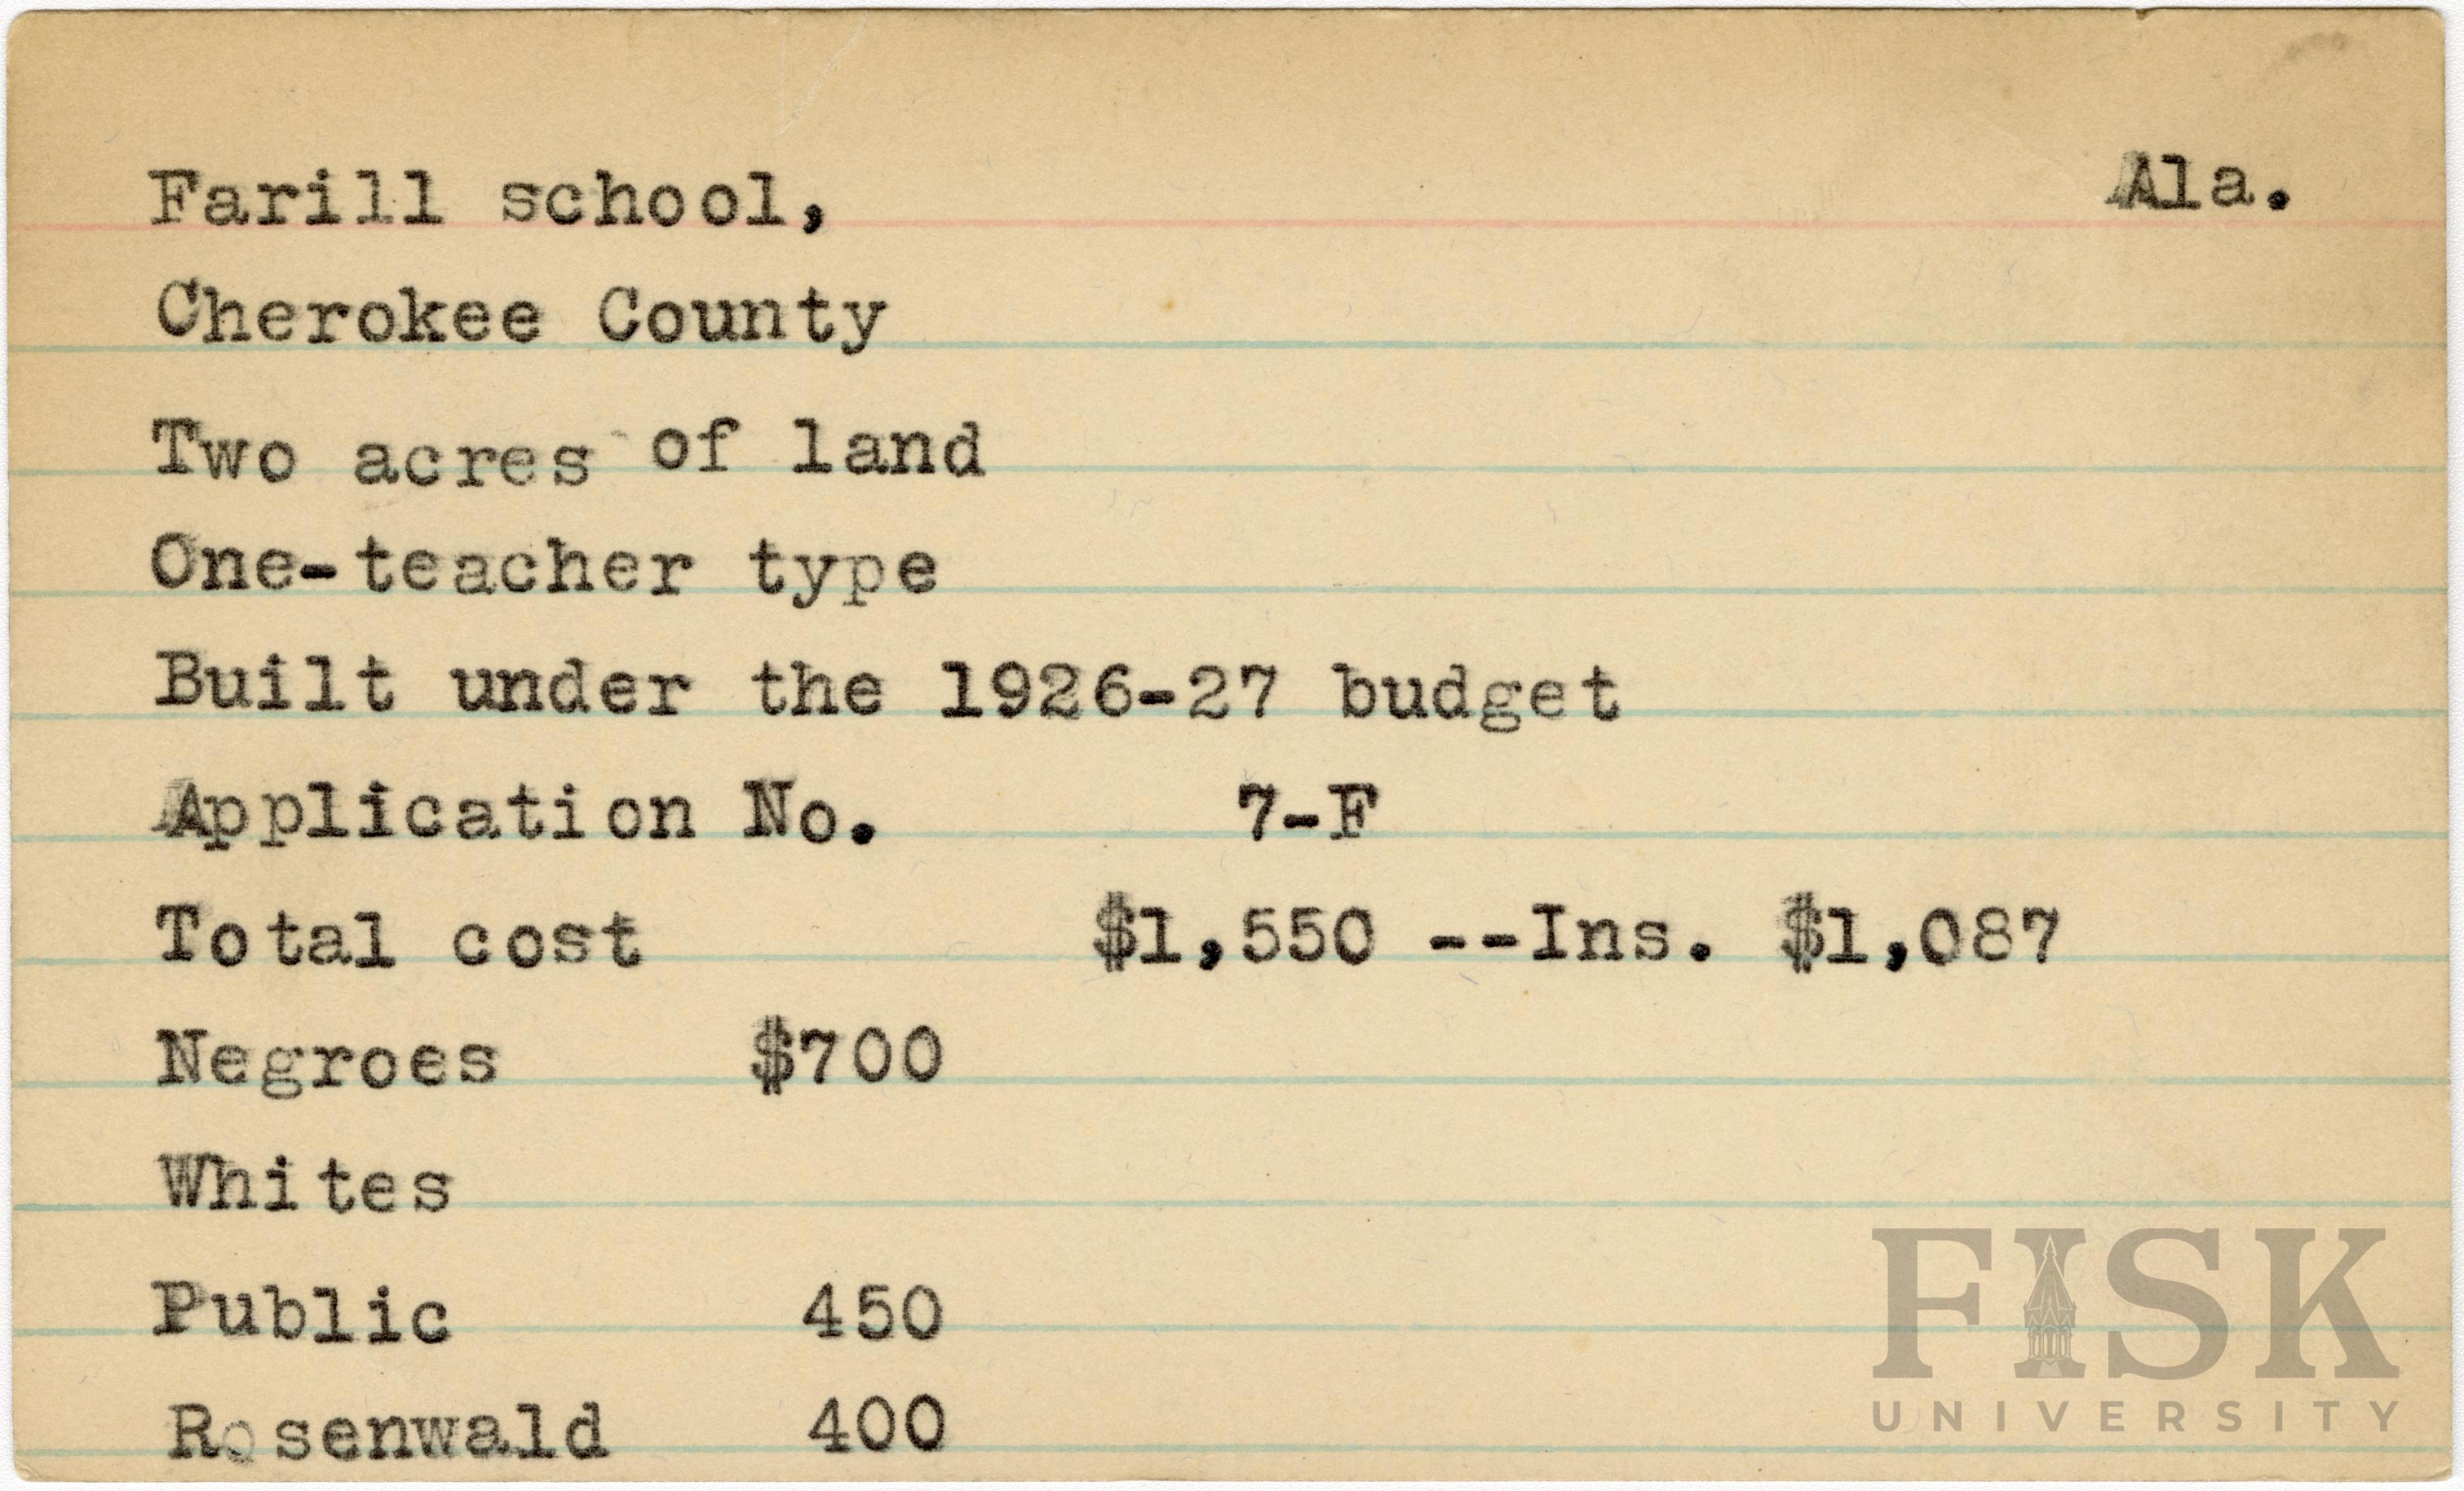 Farill school, Ala.
Cherokee County
Two acres of land
One-teacher type
Built under the 1926-27 budget
Application No. 7-F
Total cost $1,550 --Ins. $1,087
Negroes $700
Whites
Public 450
Rosenwald 400
FISK
UNIVERSITY